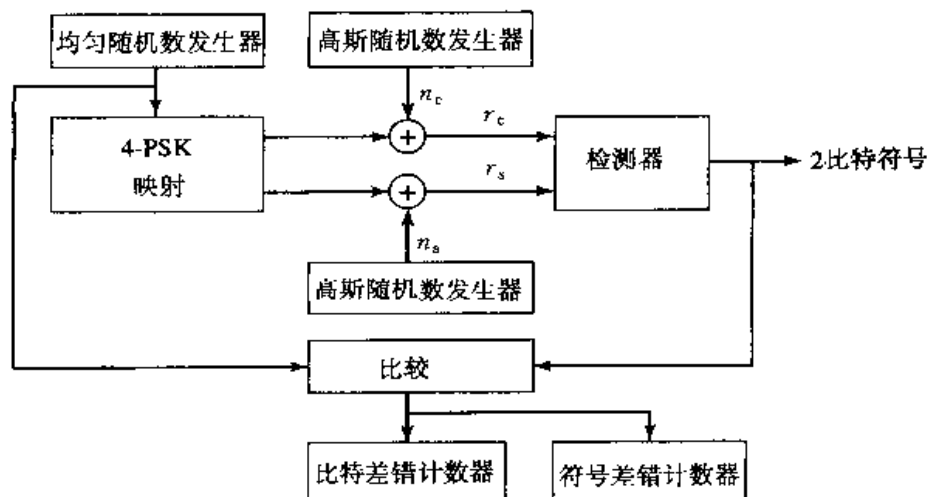 均匀随机数发生器
高斯随机数发生器
n_c
r_c
4-PSK
映射
检测器
2比特符号
r_s
n_s
高斯随机数发生器
比较
比特差错计数器
符号差错计数器